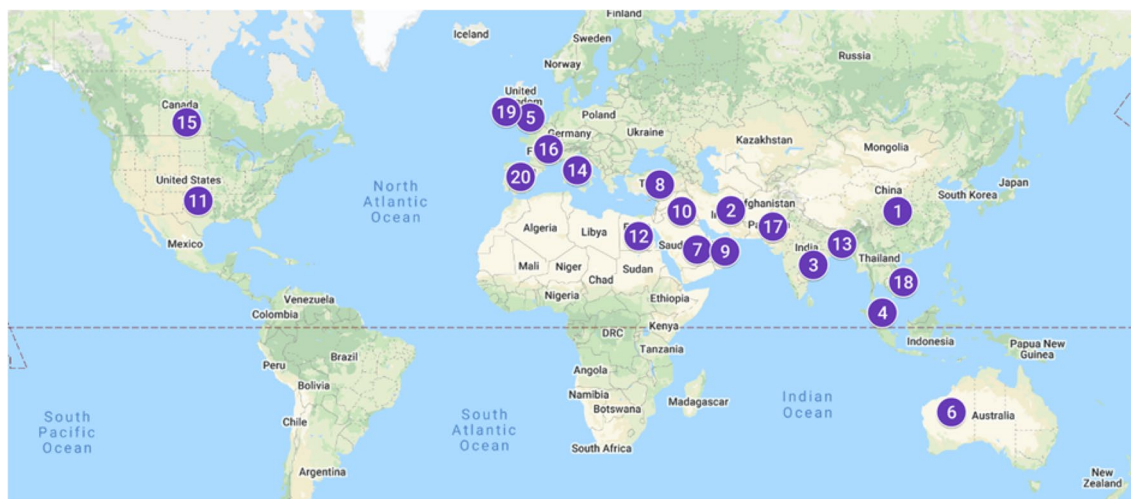 Finland
Iceland
Sweden
Russia
Norway
United
Canada
19
5
Poland
15
Germany
Ukraine
Kazakhstan
Mongolia
16
14
United States
20
8
China
Japan
South Korea
North
Atlantic
Ocean
11
10
2
Afghanistan
1
Algeria
Libya
12
17
Mexico
Saudi
7
9
India
13
Thailand
Mali
Niger
Chad
Sudan
3
18
Nigeria
Ethiopia
Venezuela
Colombia
4
DRC
Kenya
Indonesia
Papua New
Guinea
Tanzania
Brazil
Peru
Angola
Bolivia
Namibia
Botswana
Madagascar
Indian
Ocean
6
Australia
South
Pacific
Ocean
South
Atlantic
Ocean
Chile
South Africa
Argentina
New
Zealand